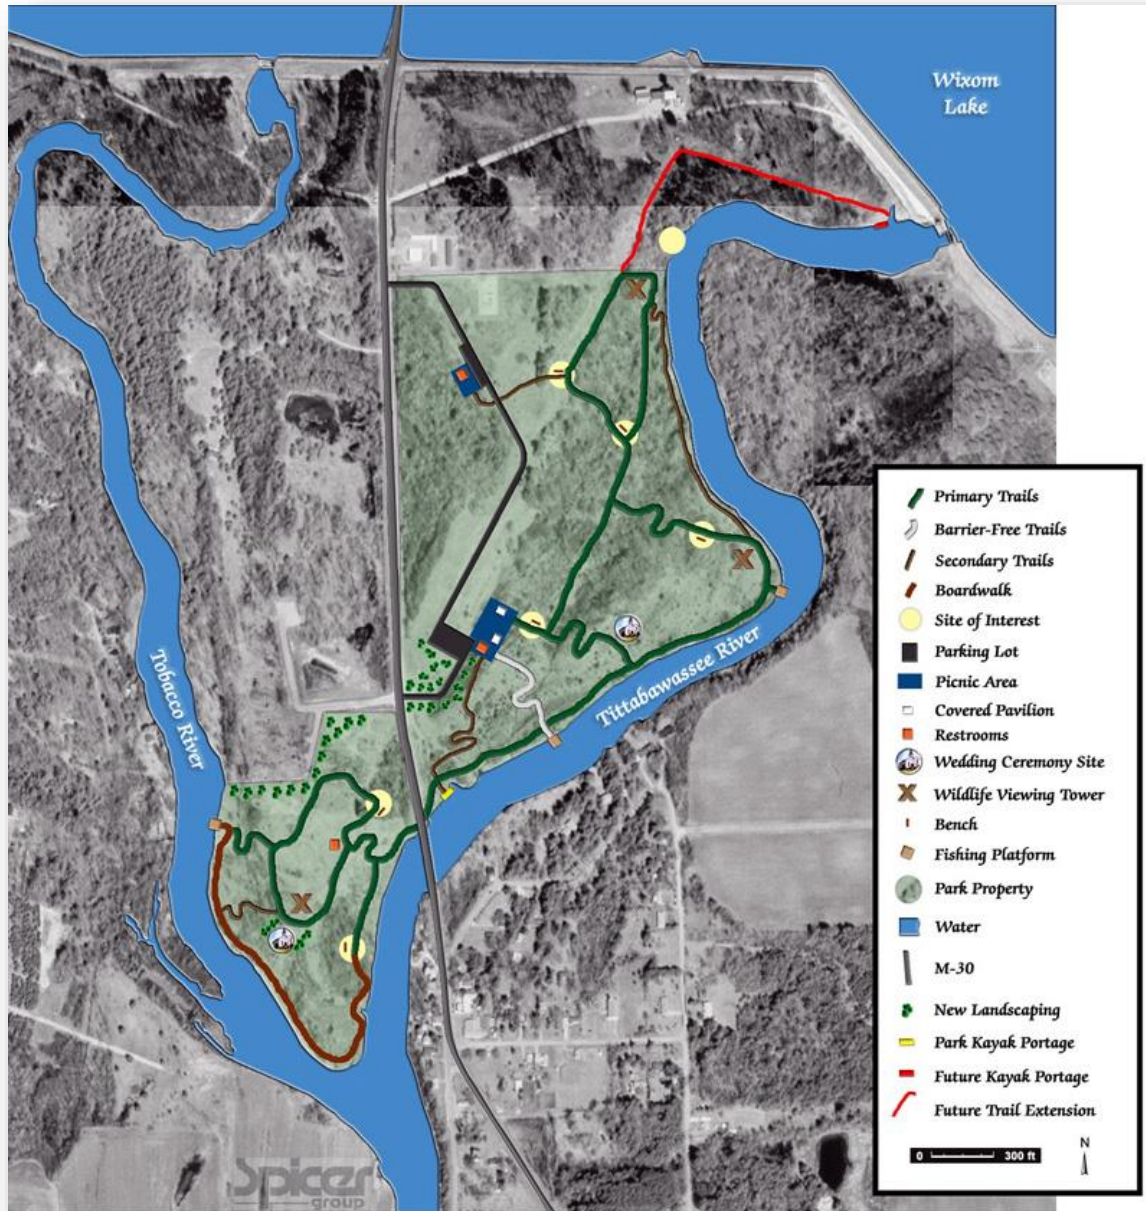 Wixom
Lake
Tobacco River
Tittabawassee River
Primary Trails
Barrier-Free Trails
Secondary Trails
Boardwalk
Site of Interest
Parking Lot
Picnic Area
Covered Pavilion
Restrooms
Wedding Ceremony Site
Wildlife Viewing Tower
Bench
Fishing Platform
Park Property
Water
M-30
New Landscaping
Park Kayak Portage
Future Kayak Portage
Future Trail Extension
0 300 ft
N
Spicer
group